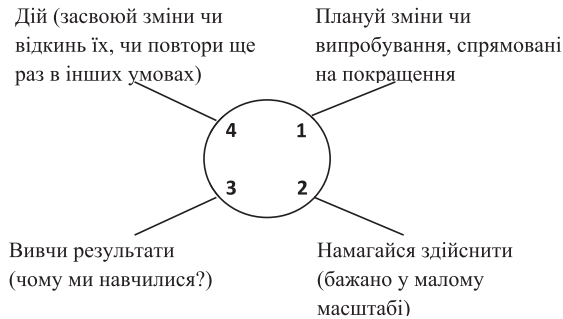 Дій (засвоюй зміни чи
відкинь їх, чи повтори ще
раз в інших умовах)
Плануй зміни чи
випробування, спрямовані
на покращення
4
1
3
2
Вивчи результати
(чому ми навчилися?)
Намагайся здійснити
(бажано у малому
масштабі)